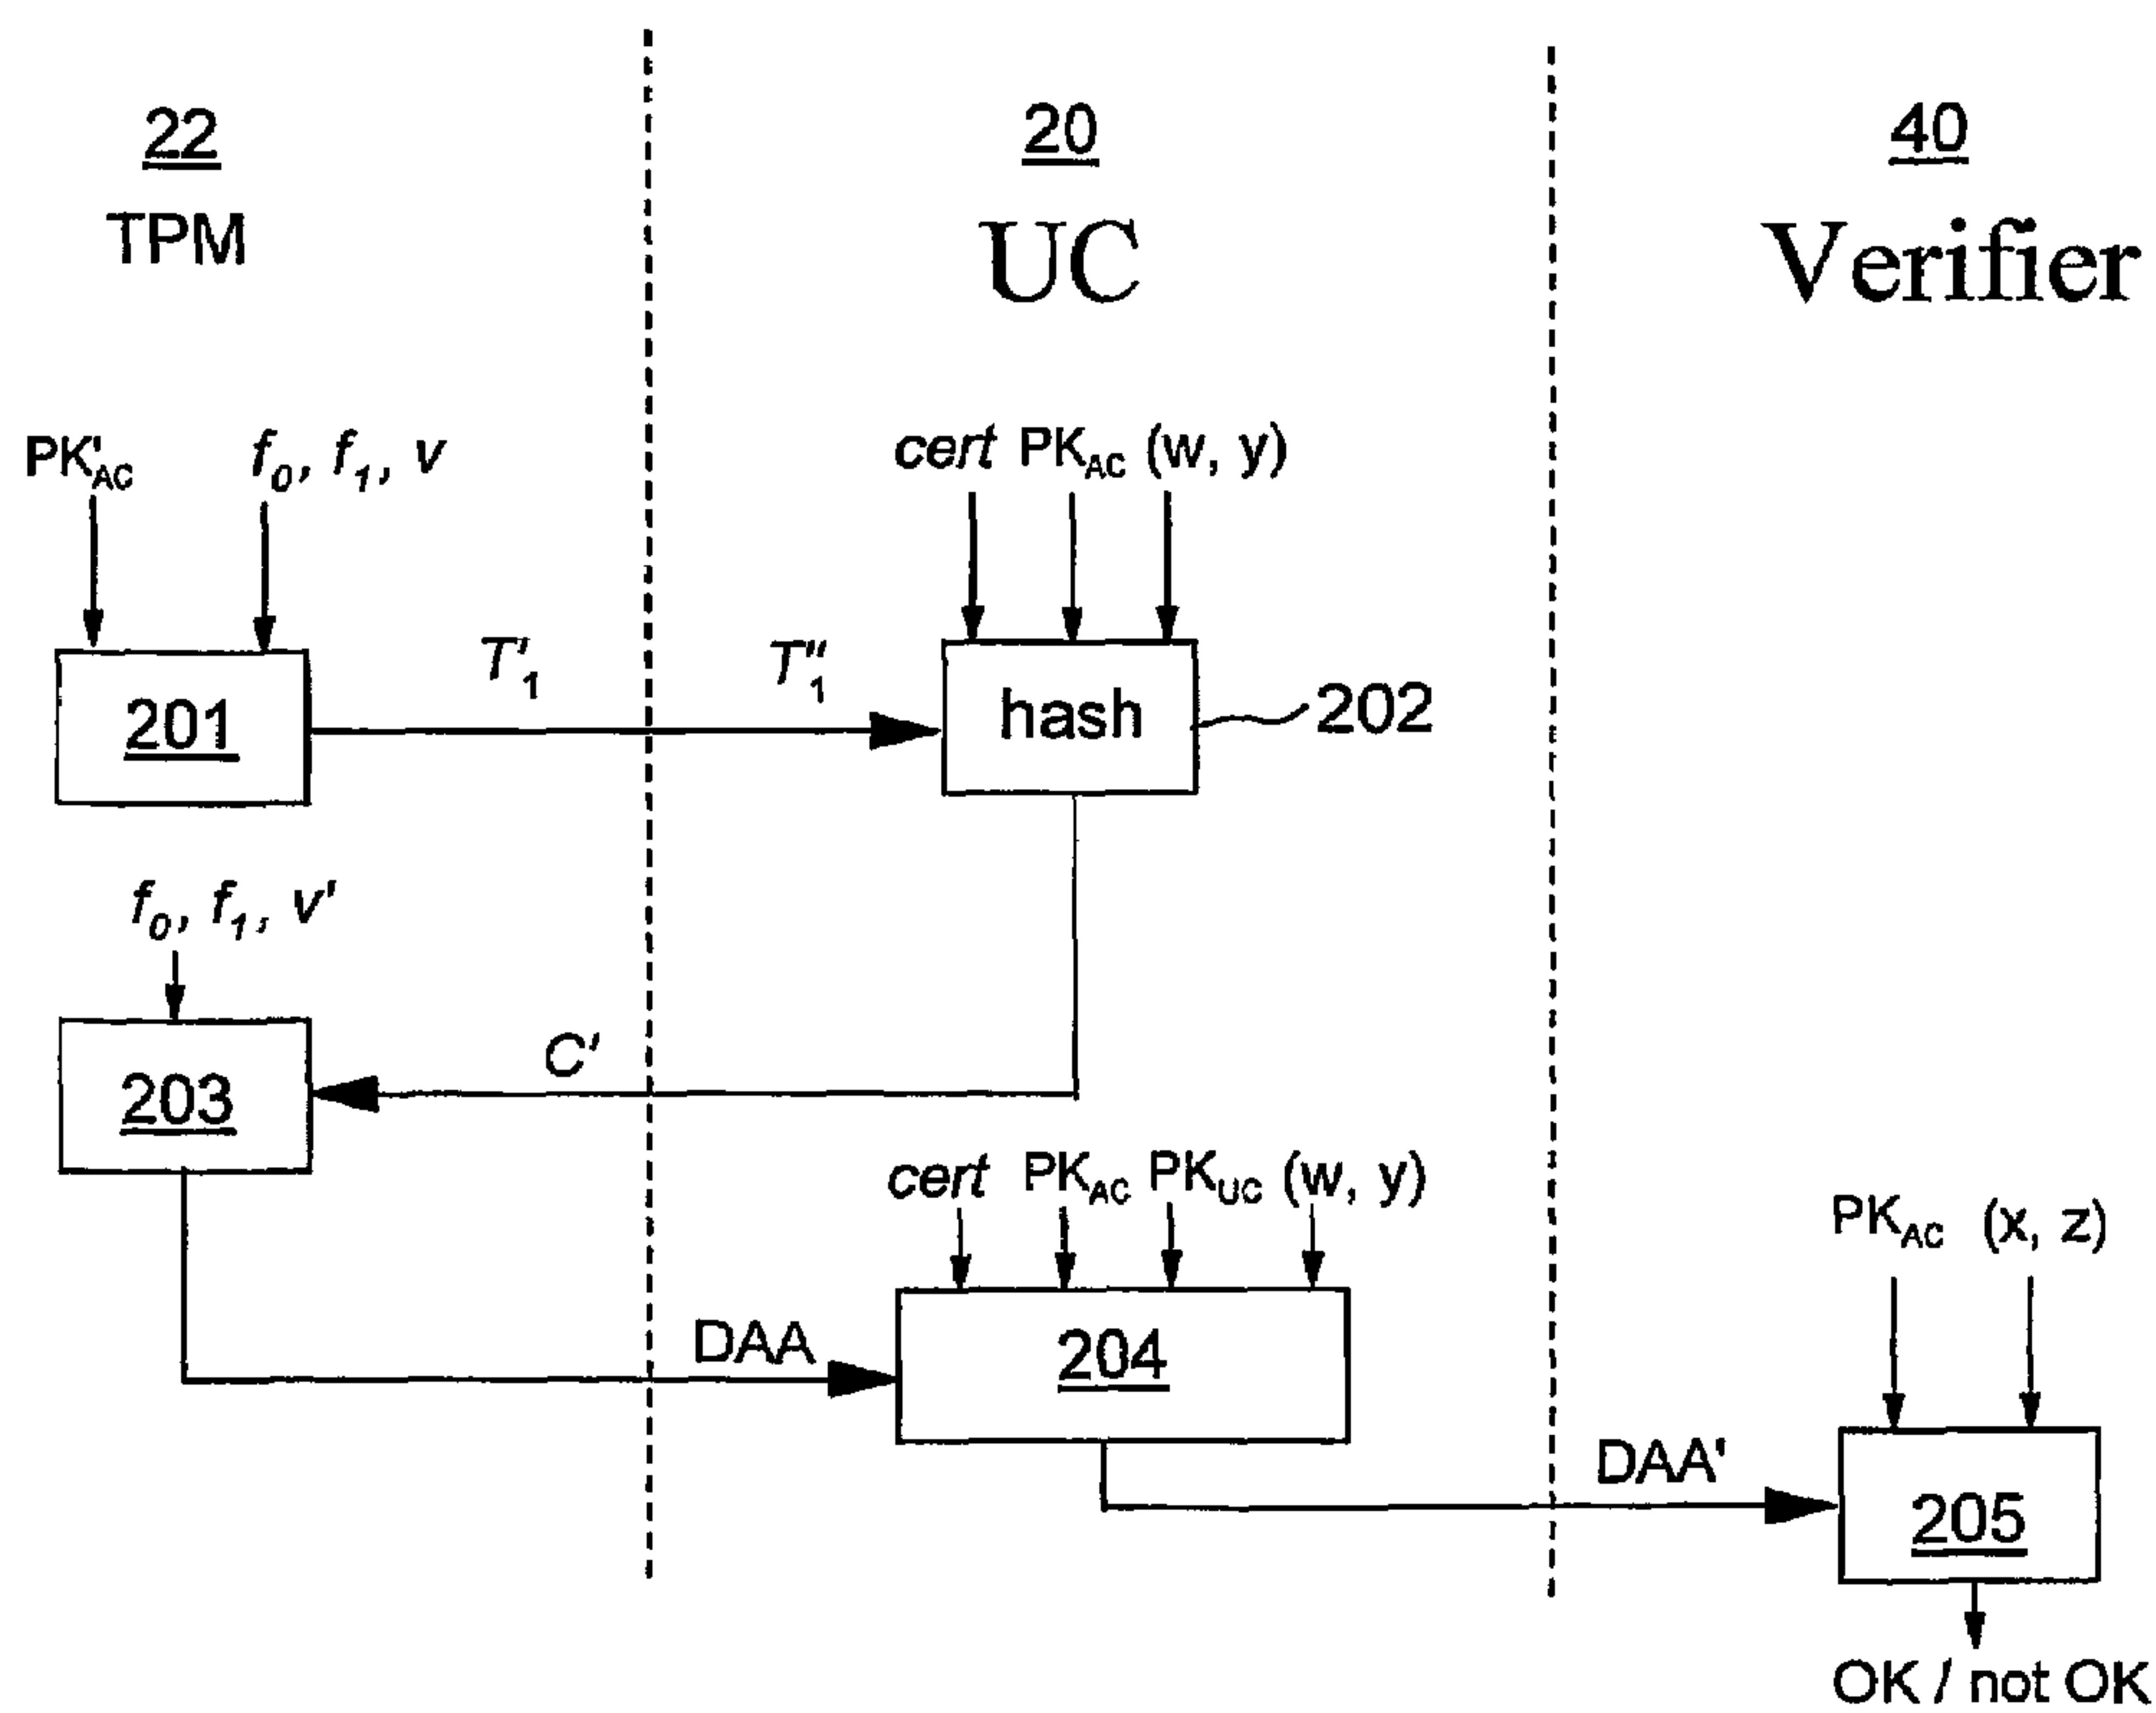 22 20 40
TPM UC Verifier
PK'AC f0, f1, v cert PKAC (w, y)
T'1 T''1
201 hash 202
f0, f1, v'
C'
203
cert PKAC PKUC (w, y)
PKAC (x, z)
DAA
204
DAA'
205
OK / not OK